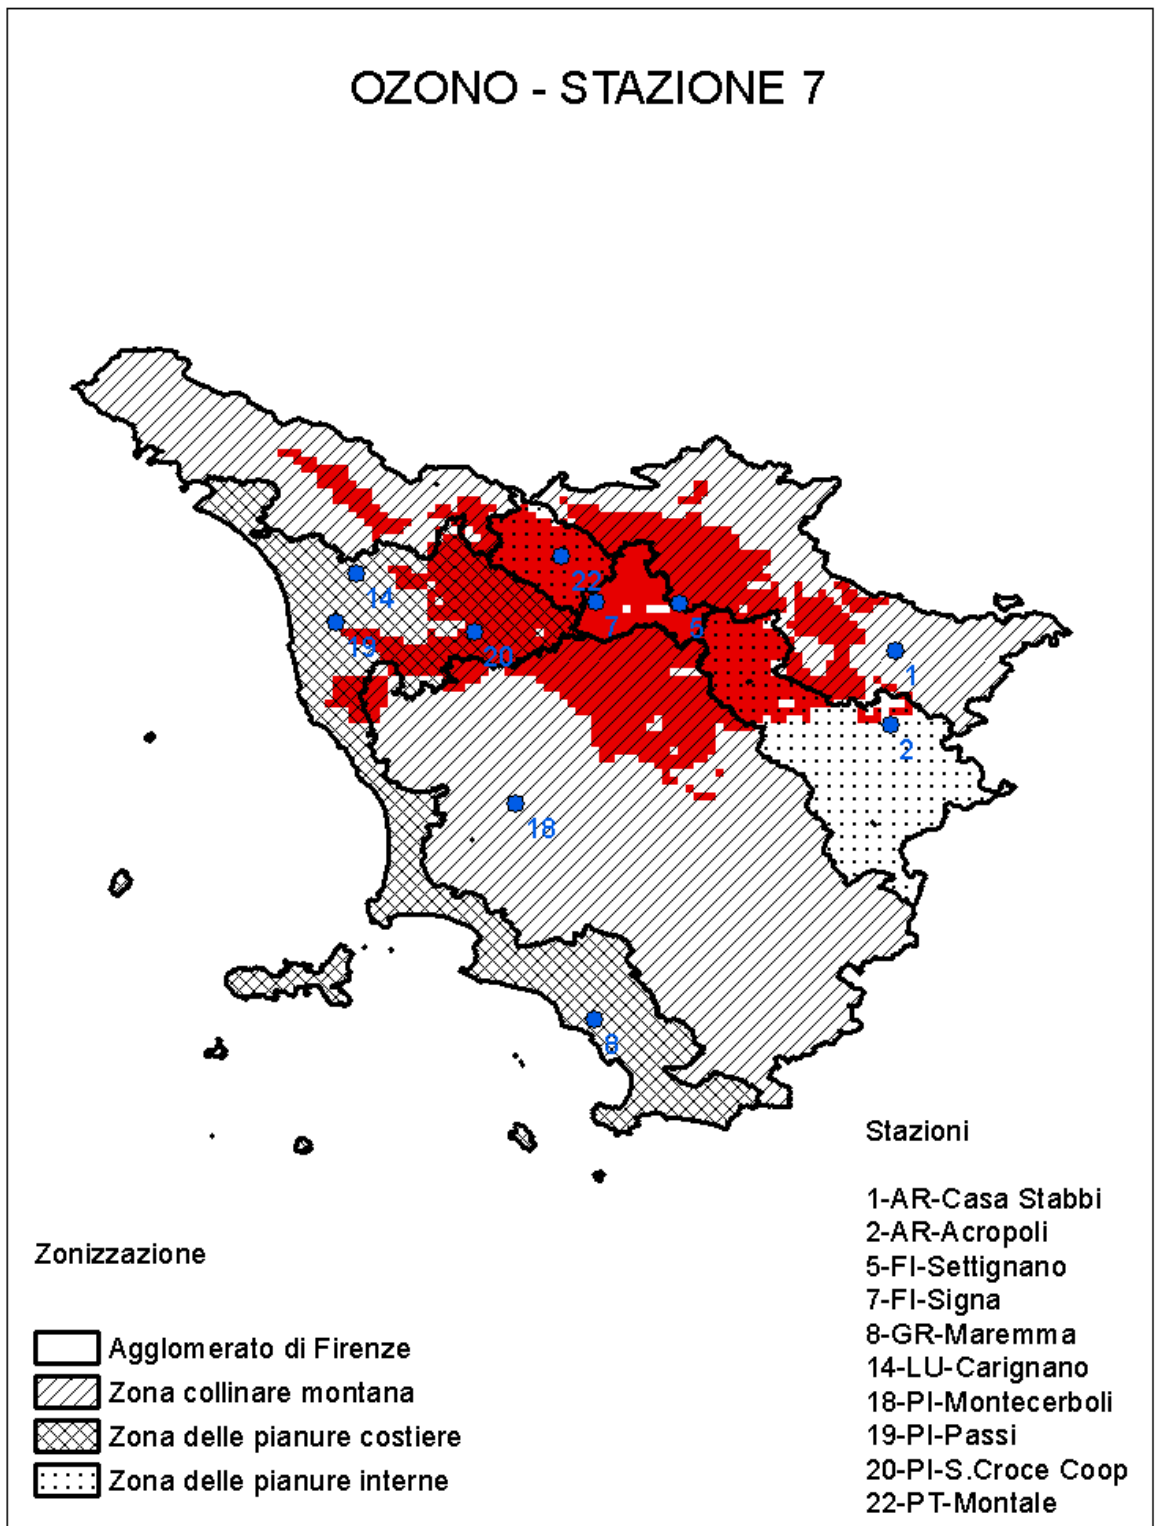 OZONO - STAZIONE 7
22
14
7
5
19
20
1
2
18
8
Stazioni
1-AR-Casa Stabbi
2-AR-Acropoli
5-FI-Settignano
7-FI-Signa
8-GR-Maremma
14-LU-Carignano
18-PI-Montecerboli
19-PI-Passi
20-PI-S.Croce Coop
22-PT-Montale
Zonizzazione
Agglomerato di Firenze
Zona collinare montana
Zona delle pianure costiere
Zona delle pianure interne